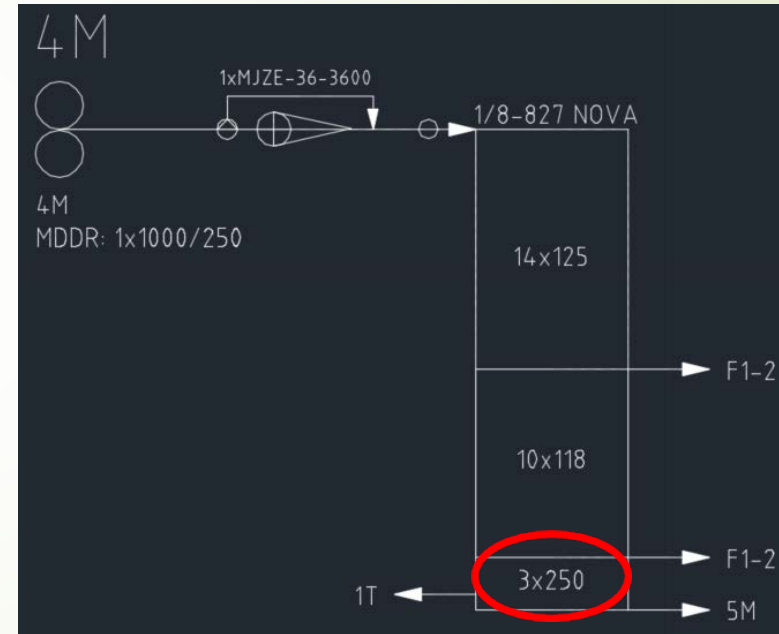 4M
1xMJZE-36-3600
1/8-827 NOVA
4M
MDDR: 1x1000/250
14x125
F1-2
10x118
F1-2
3x250
1T
5M